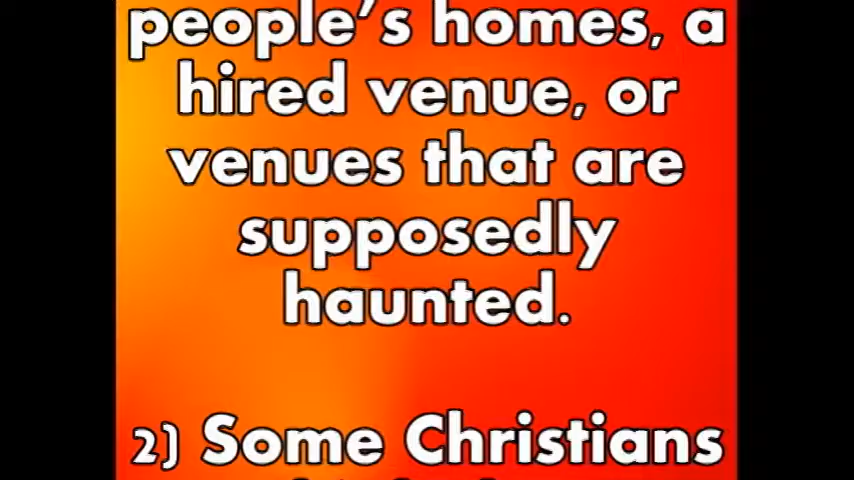 people's homes, a
hired venue, or
venues that are
supposedly
haunted.
2) Some Christians